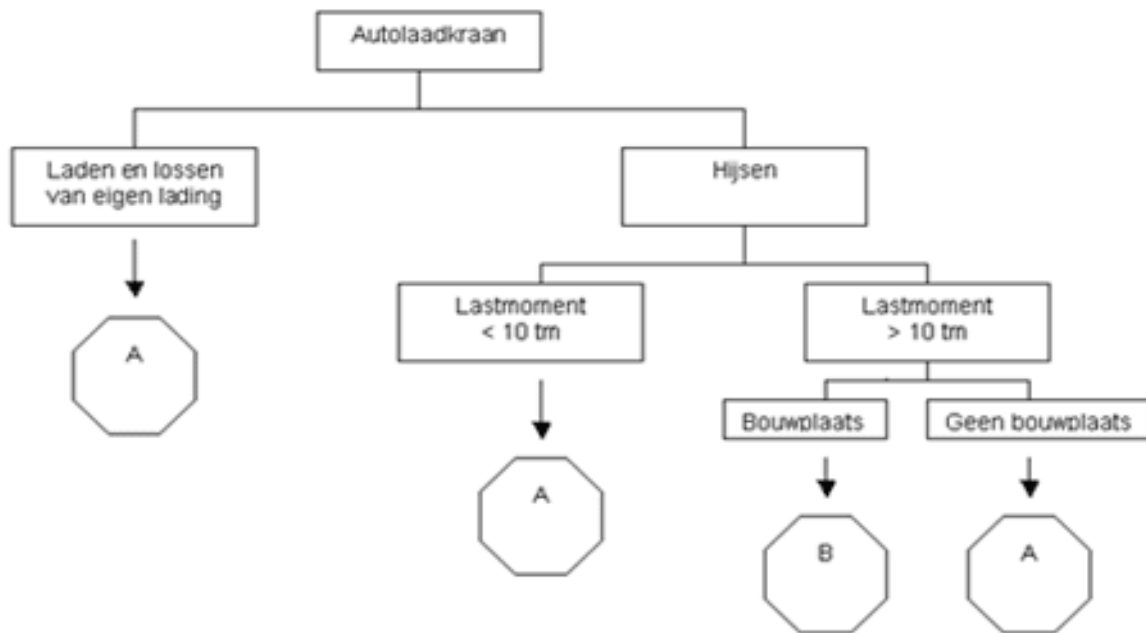 Autolaadkraan
Laden en lossen
van eigen lading
Hijsen
A
Lastmoment
< 10 tm
Lastmoment
> 10 tm
A
Bouwplaats
Geen bouwplaats
B
A